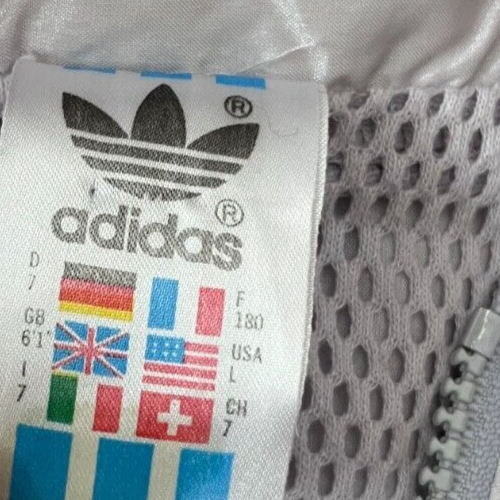 ®
adidas®
D 7 F 180
GB 6'1" USA L
I 7 CH 7